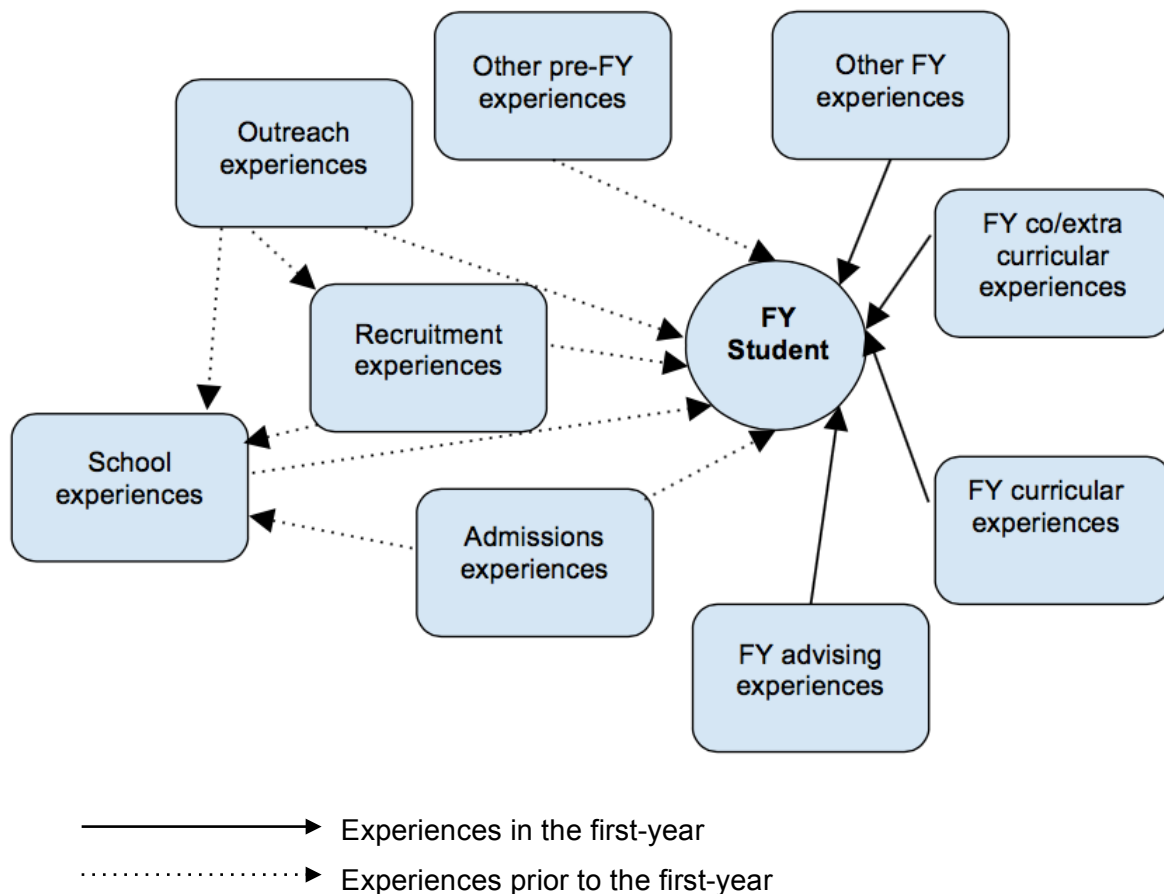 Other pre-FY
experiences
Other FY
experiences
Outreach
experiences
FY co/extra
curricular
experiences
Recruitment
experiences
FY
Student
School
experiences
Admissions
experiences
FY curricular
experiences
FY advising
experiences
Experiences in the first-year
Experiences prior to the first-year